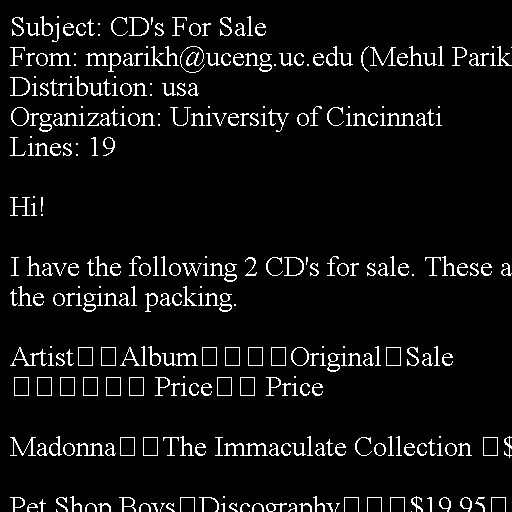 Subject: CD's For Sale
From: mparikh@uceng.uc.edu (Mehul Parikh
Distribution: usa
Organization: University of Cincinnati
Lines: 19
Hi!
I have the following 2 CD's for sale. These a
the original packing.
Artist□□Album□□□□Original□Sale
□□□□□□ Price□□ Price
Madonna□□The Immaculate Collection □$
Pet Shop Boys□Discography□□□$19.95□